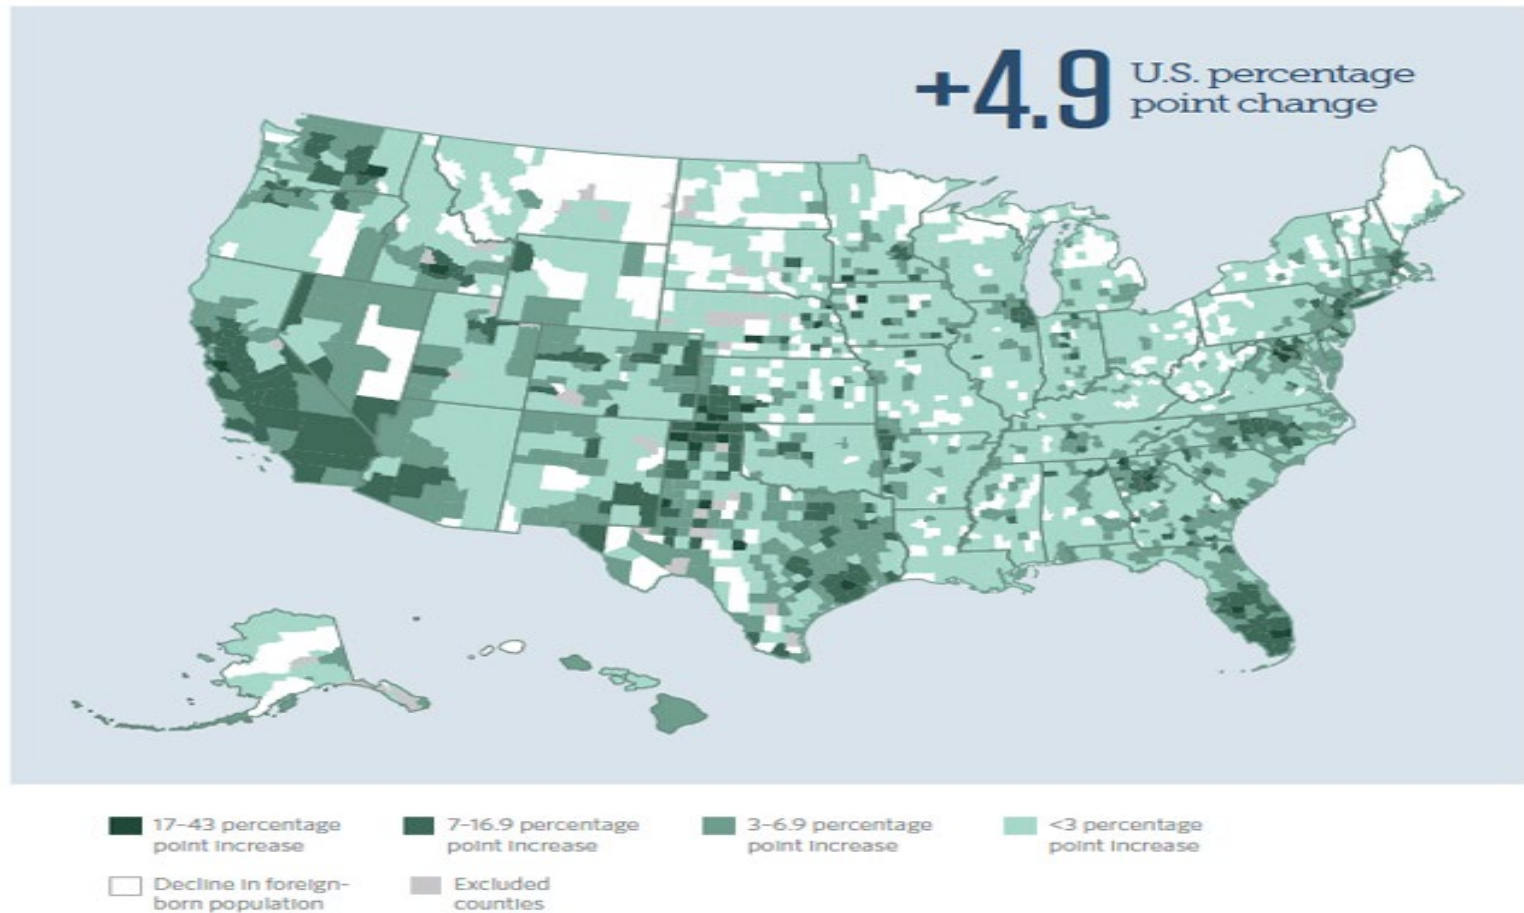 +4.9 U.S. percentage
point change
17-43 percentage
point increase
7-16.9 percentage
point increase
3-6.9 percentage
point increase
<3 percentage
point increase
Decline in foreign-
born population
Excluded
counties